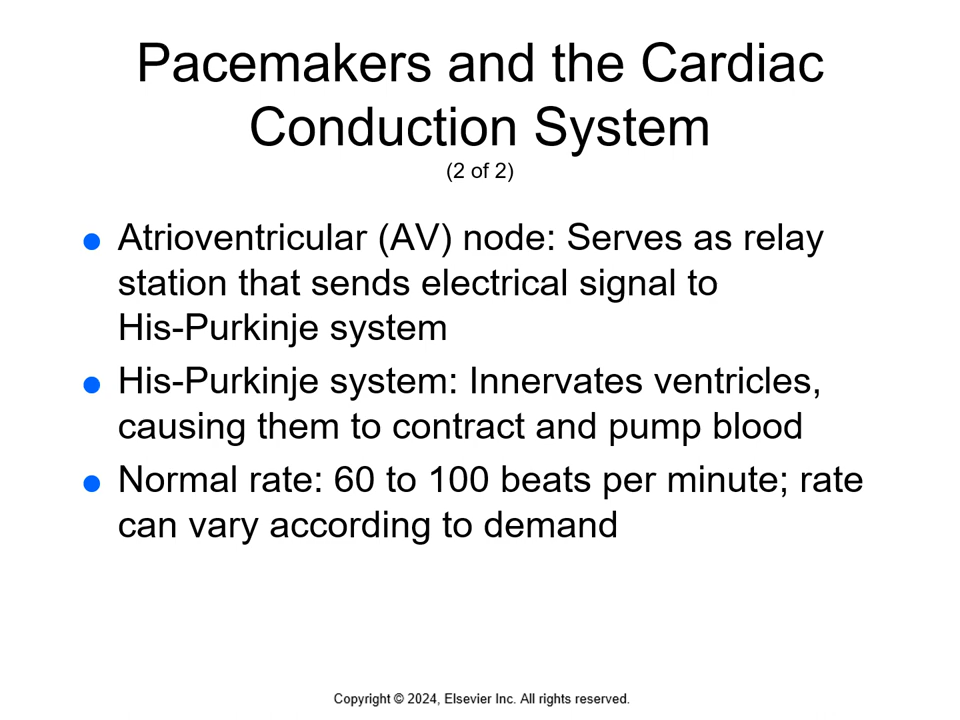 Pacemakers and the Cardiac
Conduction System
(2 of 2)
● Atrioventricular (AV) node: Serves as relay
station that sends electrical signal to
His-Purkinje system
● His-Purkinje system: Innervates ventricles,
causing them to contract and pump blood
● Normal rate: 60 to 100 beats per minute; rate
can vary according to demand
Copyright © 2024, Elsevier Inc. All rights reserved.